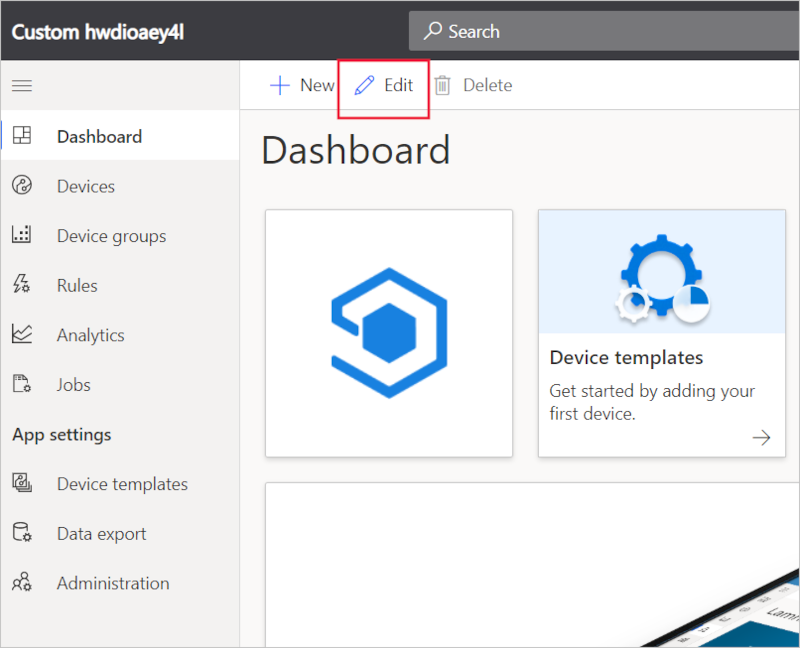 Custom hwdioaey4l
Search
New
Edit
Delete
Dashboard
Devices
Device groups
Rules
Analytics
Jobs
App settings
Device templates
Data export
Administration
Dashboard
Device templates
Get started by adding your
first device.